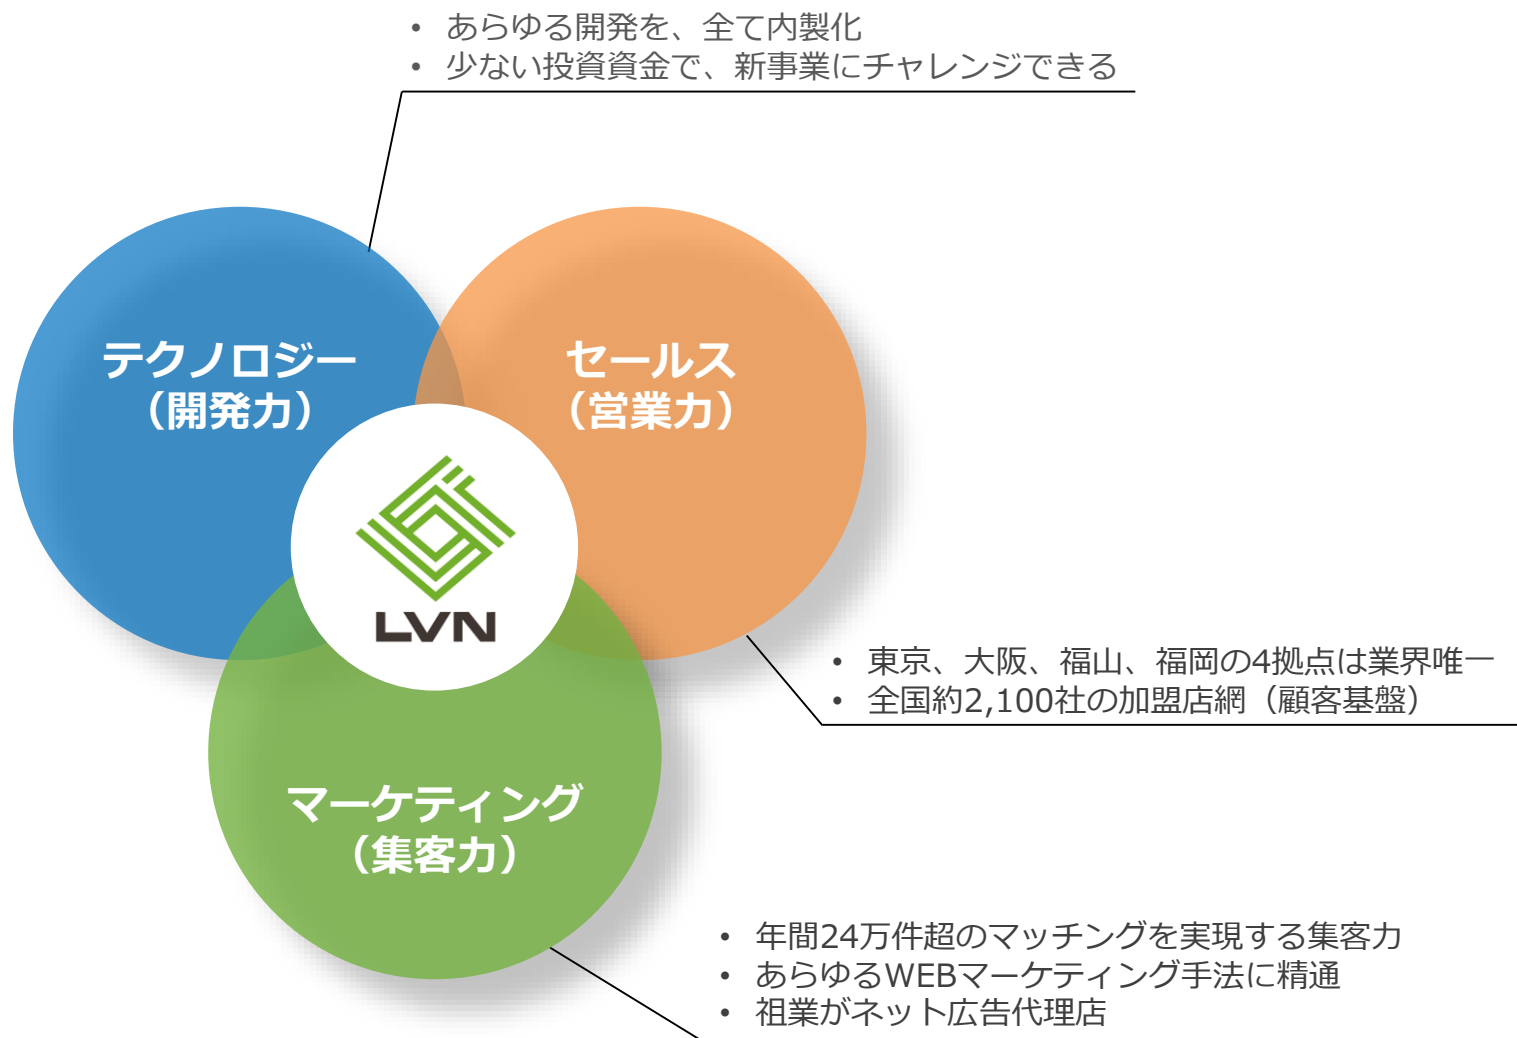 • あらゆる開発を、全て内製化
• 少ない投資資金で、新事業にチャレンジできる
テクノロジー
（開発力）
セールス
（営業力）
LVN
• 東京、大阪、福山、福岡の4拠点は業界唯一
• 全国約2,100社の加盟店網（顧客基盤）
マーケティング
（集客力）
• 年間24万件超のマッチングを実現する集客力
• あらゆるWEBマーケティング手法に精通
• 祖業がネット広告代理店